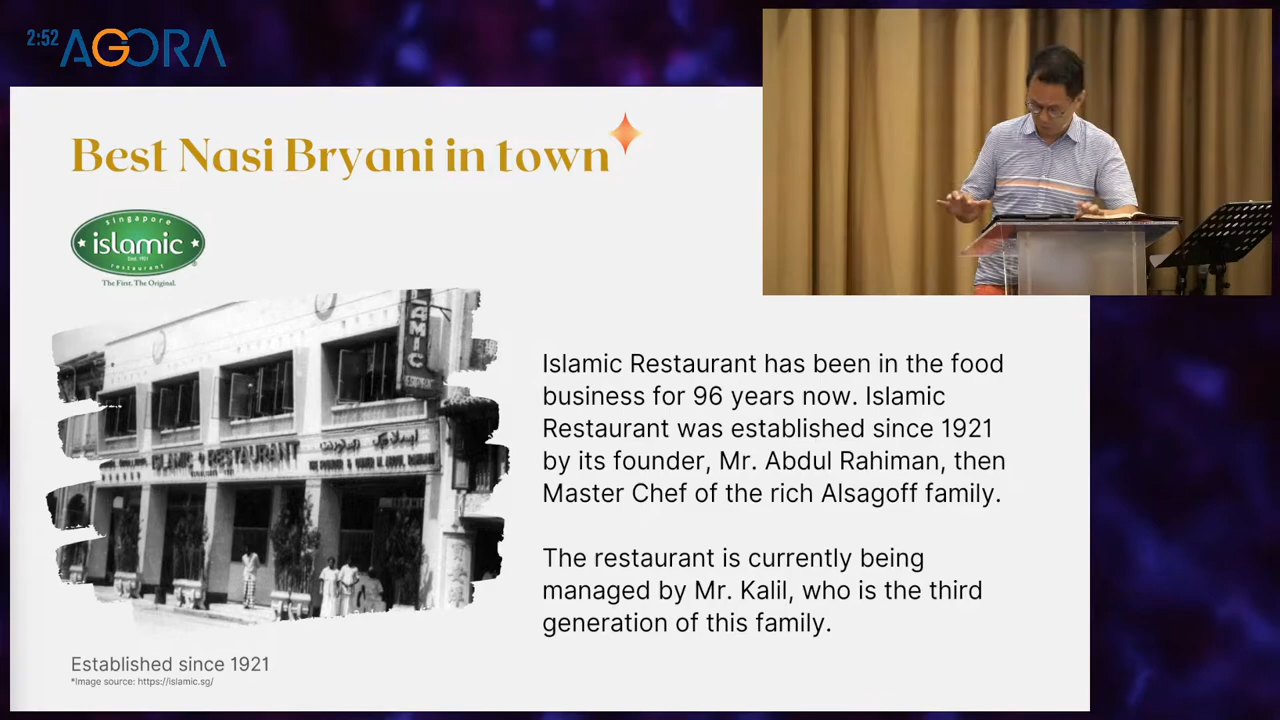 2:52 AGORA
Best Nasi Bryani in town
singapore
islamic
Estd. 1921
restaurant
The First. The Original.
ISLAMIC
ISLAMIC RESTAURANT
Islamic Restaurant has been in the food
business for 96 years now. Islamic
Restaurant was established since 1921
by its founder, Mr. Abdul Rahiman, then
Master Chef of the rich Alsagoff family.
The restaurant is currently being
managed by Mr. Kalil, who is the third
generation of this family.
Established since 1921
*Image source: https://islamic.sg/